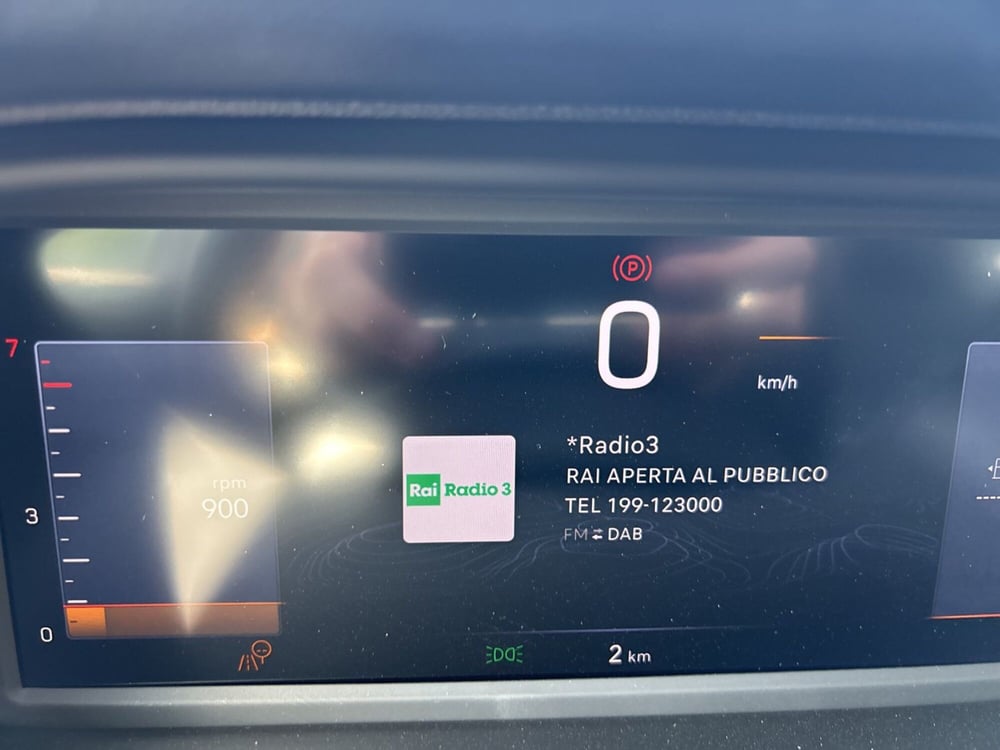 (P)
7
0
km/h
*Radio3
RAI APERTA AL PUBBLICO
Rai Radio 3
rpm
900
TEL 199-123000
3
FM ⇄ DAB
0
2 km